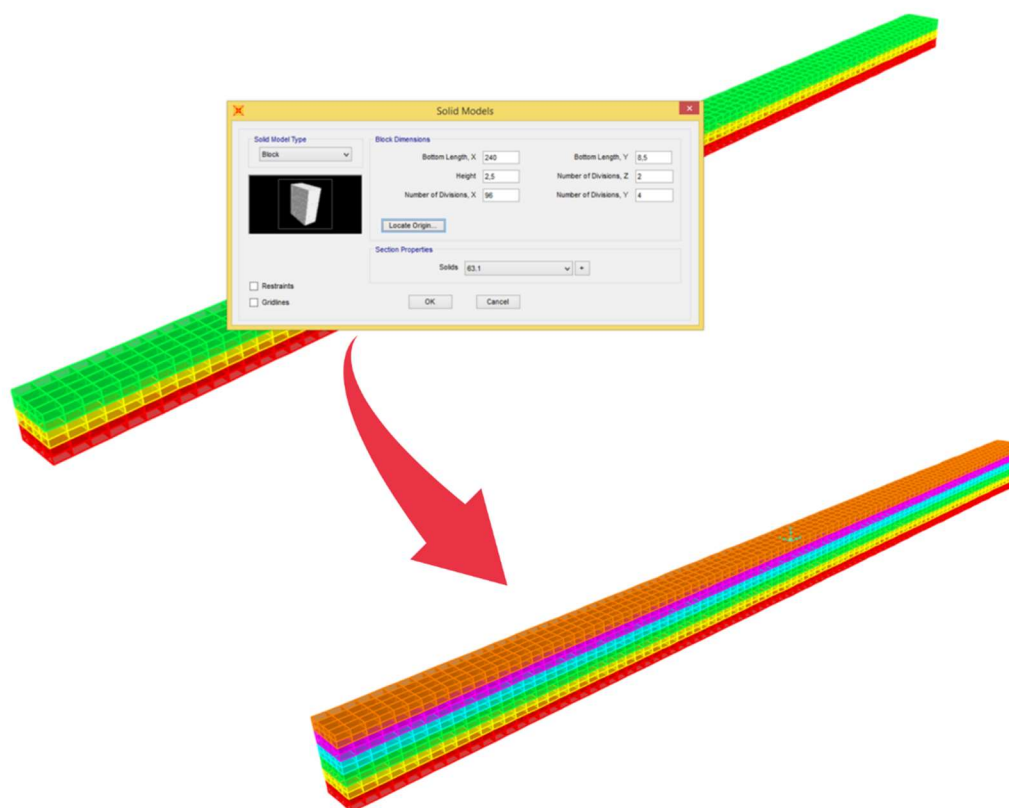 Solid Models
Solid Model Type
Block
Block Dimensions
Bottom Length, X 240
Bottom Length, Y 8,5
Height 2,5
Number of Divisions, Z 2
Number of Divisions, X 96
Number of Divisions, Y 4
Locate Origin...
Section Properties
Solids 63.1 +
Restraints
Gridlines
OK
Cancel